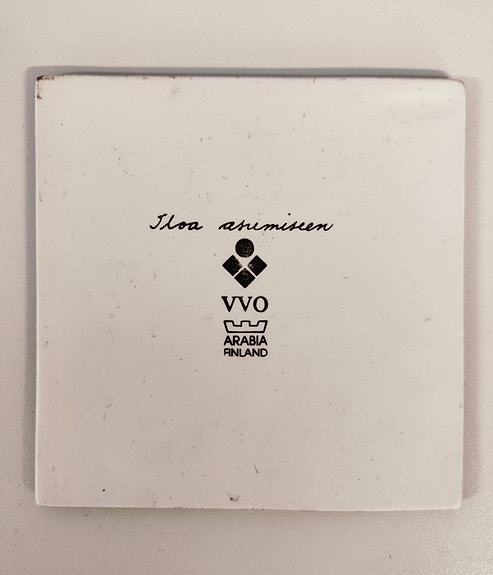 Iloa asumiseen
VVO
ARABIA
FINLAND